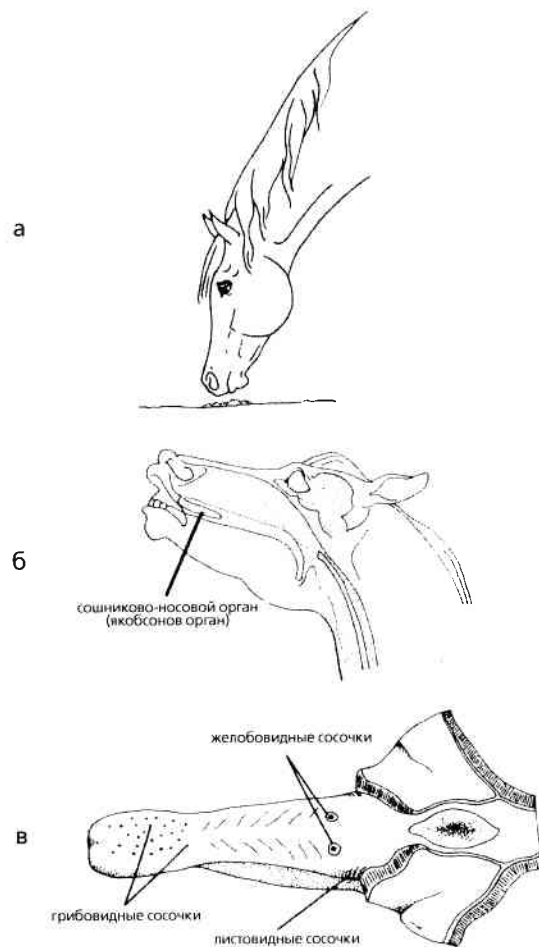 а
б
сошниково-носовой орган
(якобсонов орган)
желобовидные сосочки
в
грибовидные сосочки
листовидные сосочки